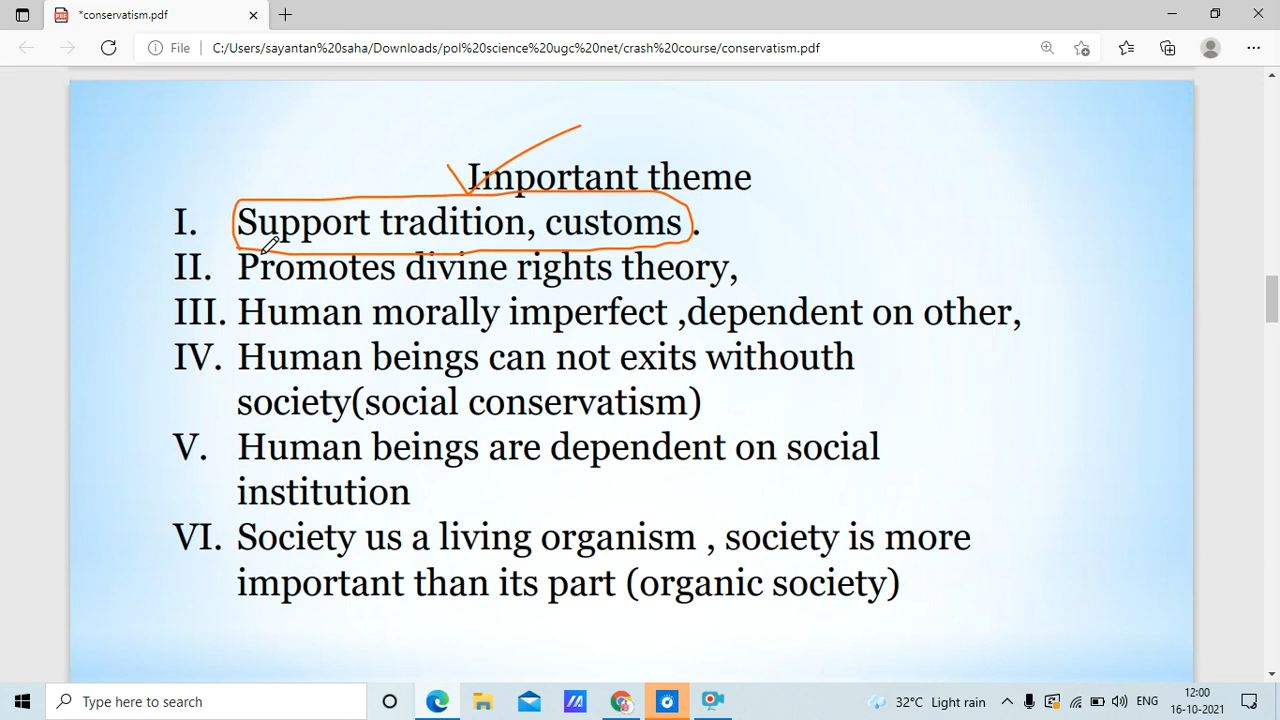 *conservatism.pdf
File
C:/Users/sayantan%20saha/Downloads/pol%20science%20ugc%20net/crash%20course/conservatism.pdf
Important theme
I. Support tradition, customs .
II. Promotes divine rights theory,
III. Human morally imperfect ,dependent on other,
IV. Human beings can not exits withouth
society(social conservatism)
V. Human beings are dependent on social
institution
VI. Society us a living organism , society is more
important than its part (organic society)
Type here to search
32°C Light rain
ENG
12:00
16-10-2021